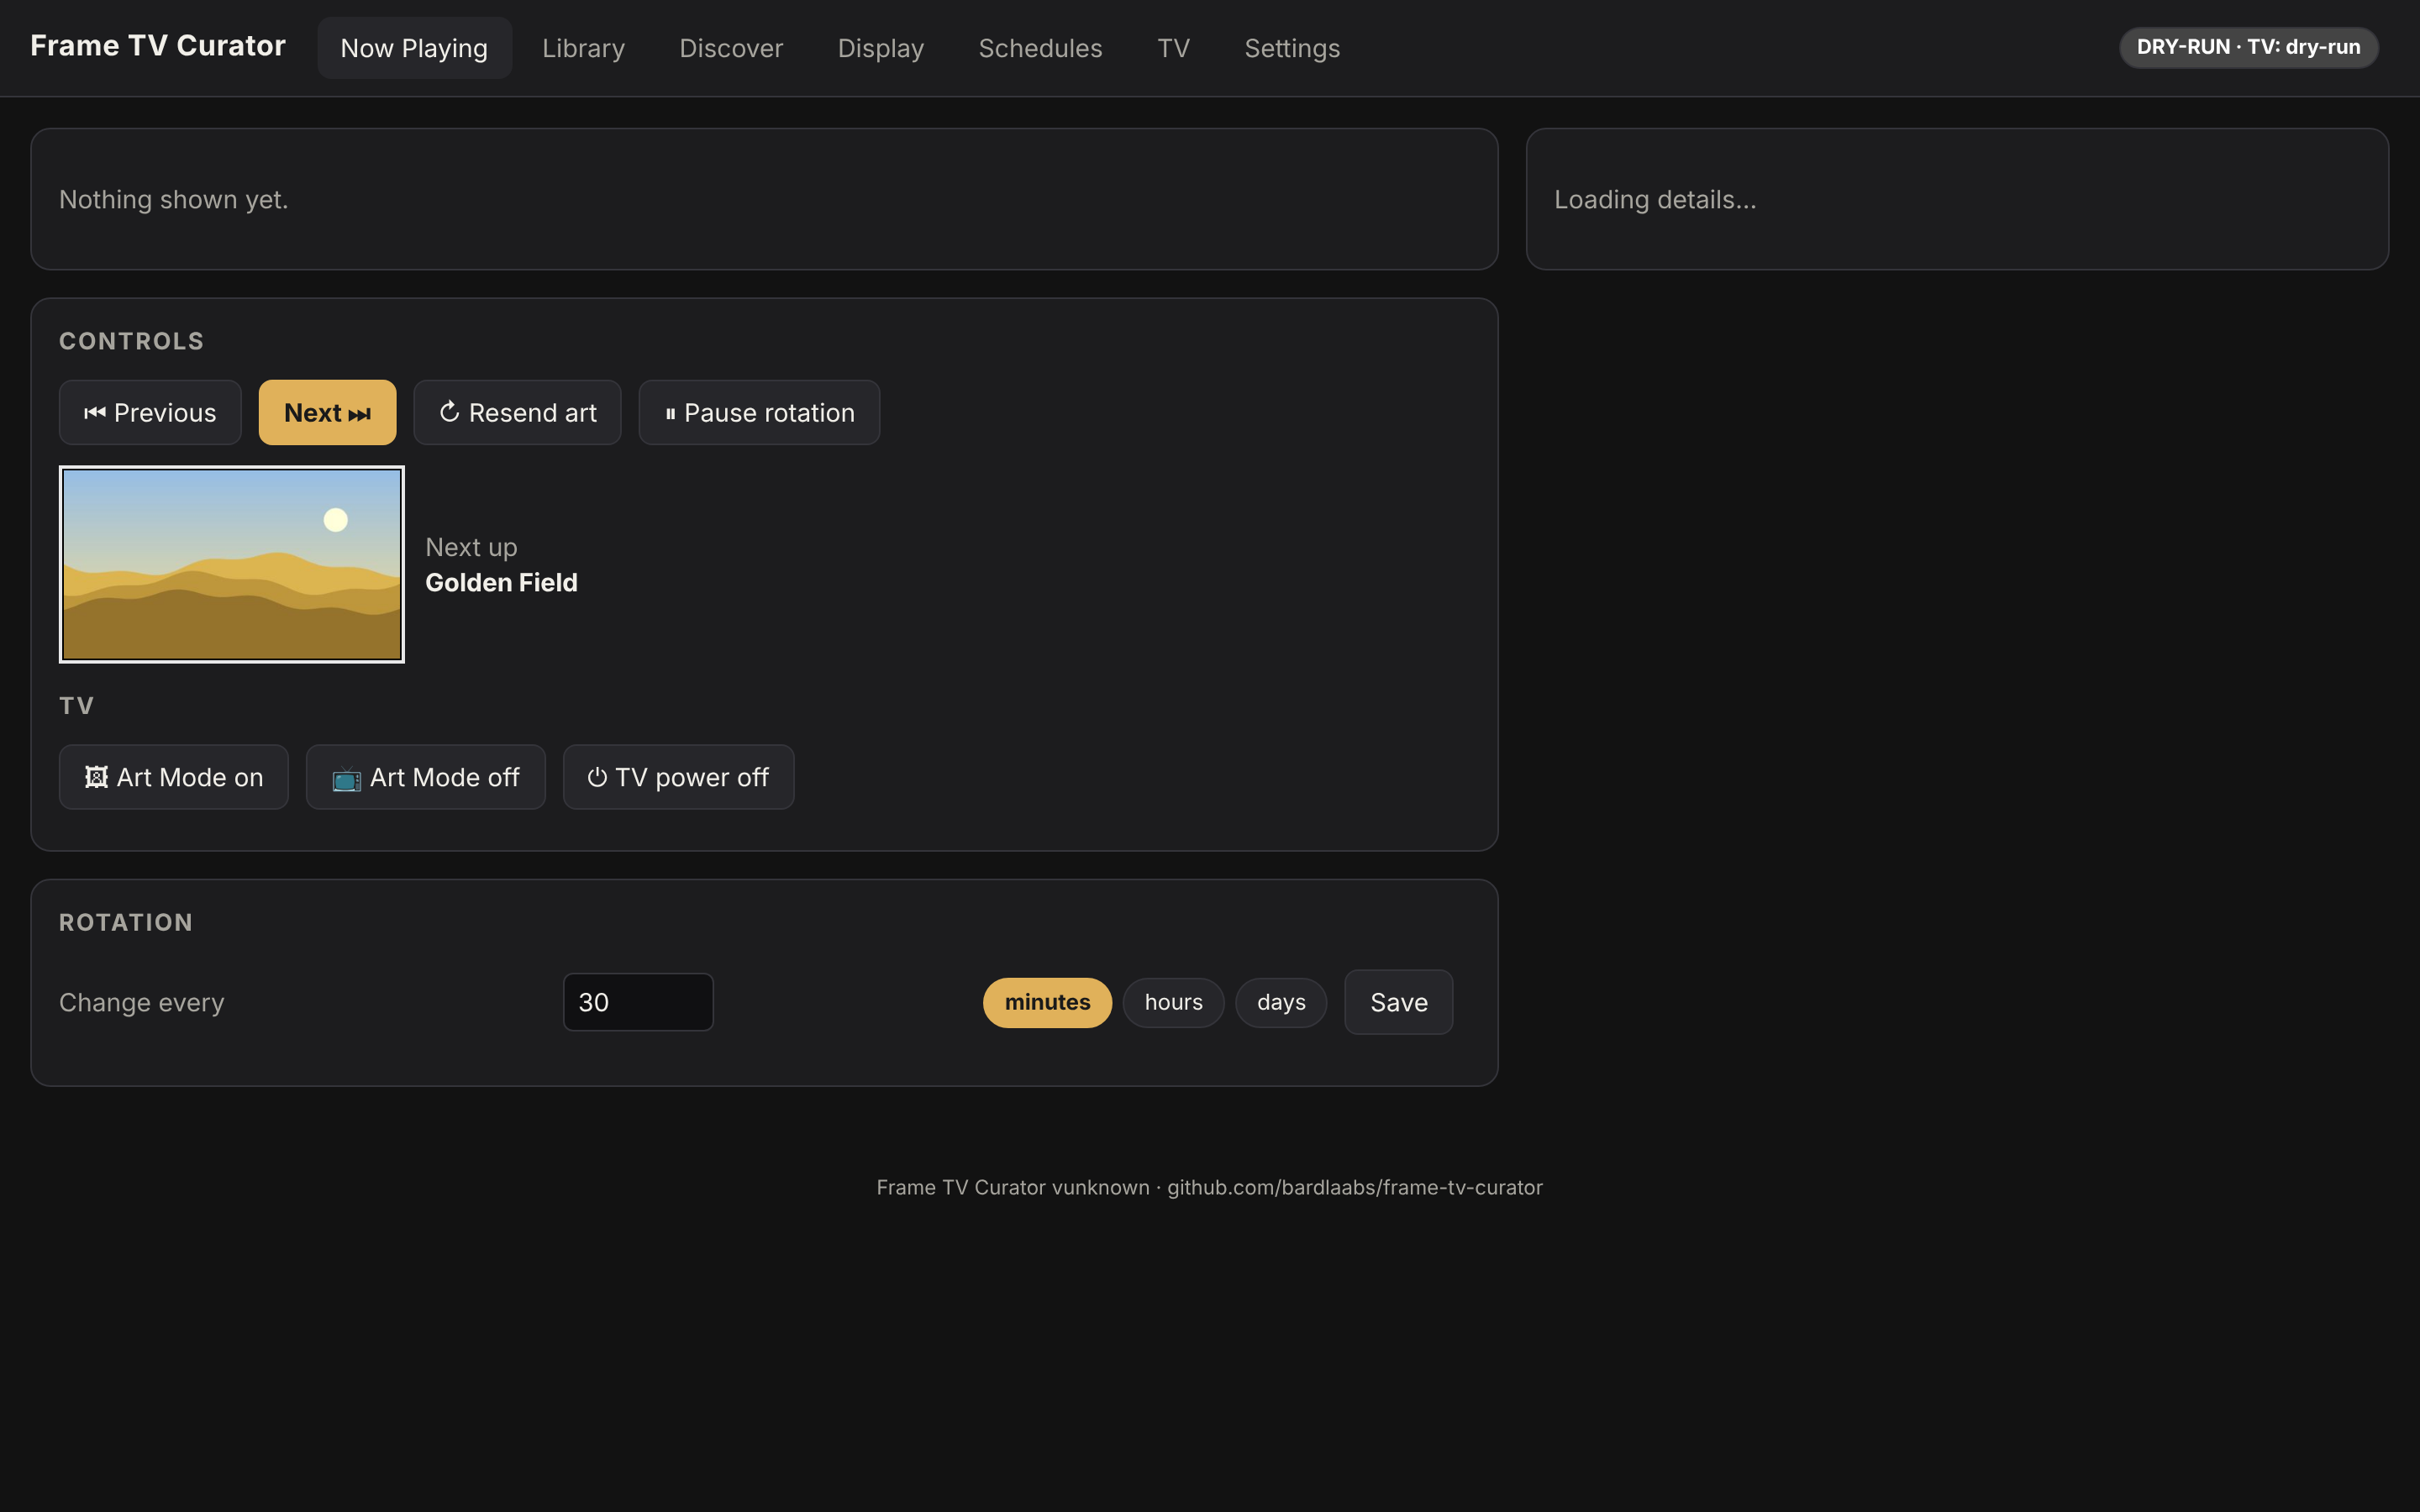 Frame TV Curator Now Playing Library Discover Display Schedules TV Settings DRY-RUN · TV: dry-run
Nothing shown yet.
Loading details…
CONTROLS
⏮ Previous Next ⏭ ↻ Resend art ⏸ Pause rotation
Next up
Golden Field
TV
🖼 Art Mode on 📺 Art Mode off ⏻ TV power off
ROTATION
Change every 30 minutes hours days Save
Frame TV Curator vunknown · github.com/bardlaabs/frame-tv-curator